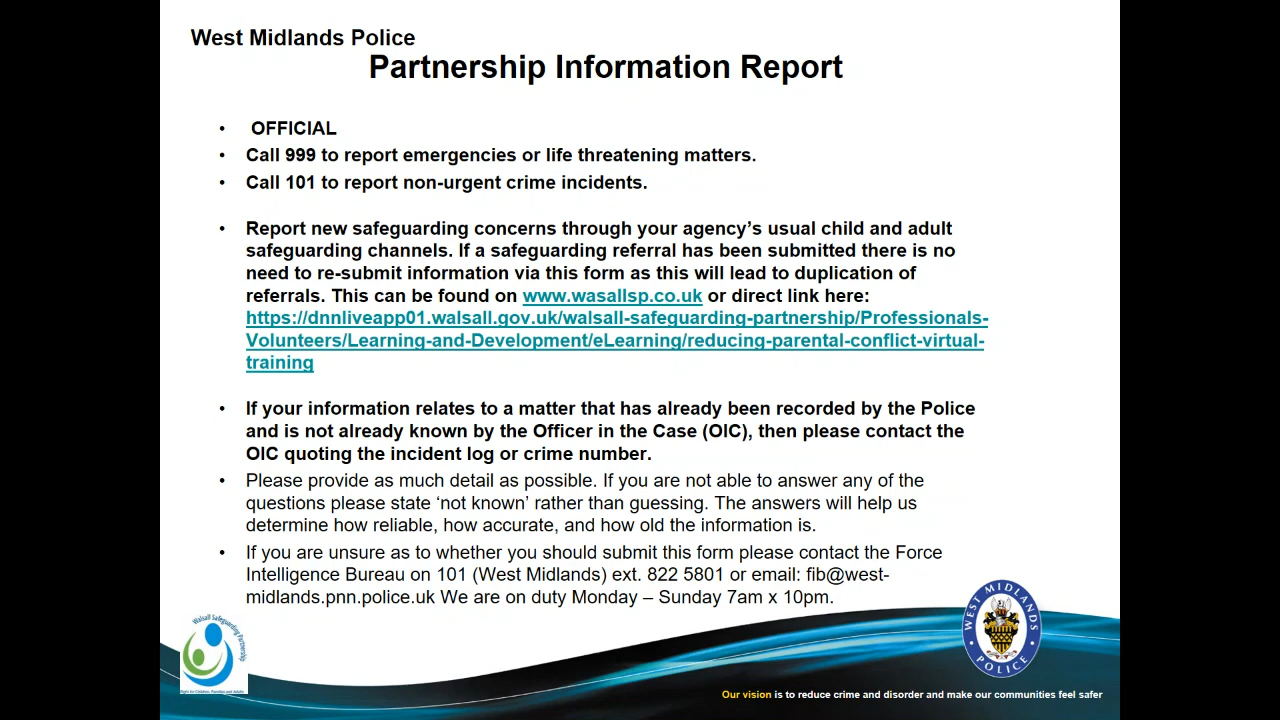 West Midlands Police
Partnership Information Report
• OFFICIAL
• Call 999 to report emergencies or life threatening matters.
• Call 101 to report non-urgent crime incidents.
• Report new safeguarding concerns through your agency’s usual child and adult
safeguarding channels. If a safeguarding referral has been submitted there is no
need to re-submit information via this form as this will lead to duplication of
referrals. This can be found on www.wasallsp.co.uk or direct link here:
https://dnnliveapp01.walsall.gov.uk/walsall-safeguarding-partnership/Professionals-
Volunteers/Learning-and-Development/eLearning/reducing-parental-conflict-virtual-
training
• If your information relates to a matter that has already been recorded by the Police
and is not already known by the Officer in the Case (OIC), then please contact the
OIC quoting the incident log or crime number.
• Please provide as much detail as possible. If you are not able to answer any of the
questions please state ‘not known’ rather than guessing. The answers will help us
determine how reliable, how accurate, and how old the information is.
• If you are unsure as to whether you should submit this form please contact the Force
Intelligence Bureau on 101 (West Midlands) ext. 822 5801 or email: fib@west-
midlands.pnn.police.uk We are on duty Monday – Sunday 7am x 10pm.
Walsall Safeguarding Partnership
Right for Children, Families and Adults
WEST MIDLANDS
POLICE
Our vision is to reduce crime and disorder and make our communities feel safer